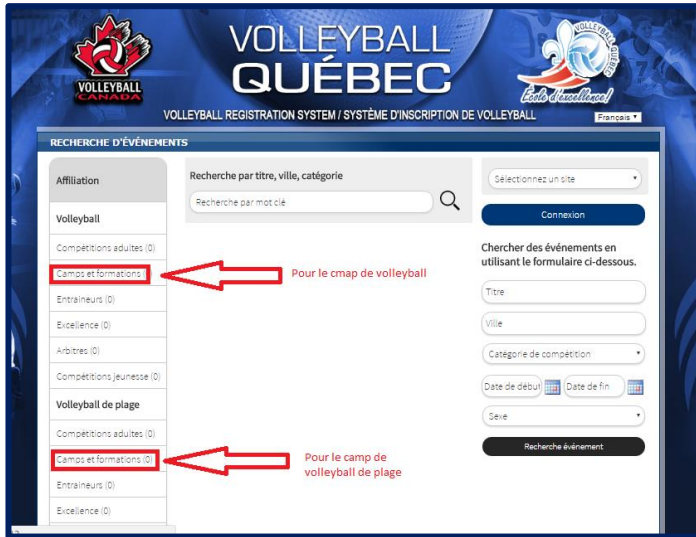 VOLLEYBALL
CANADA
VOLLEYBALL
QUÉBEC
VOLLEYBALL
École d'excellence!
VOLLEYBALL REGISTRATION SYSTEM / SYSTÈME D'INSCRIPTION DE VOLLEYBALL
Français
RECHERCHE D'ÉVÉNEMENTS
Affiliation
Volleyball
Compétitions adultes (0)
Camps et formations (
Entraineurs (0)
Excellence (0)
Arbitres (0)
Compétitions jeunesse (0)
Volleyball de plage
Compétitions adultes (0)
Camps et formations (0)
Entraineurs (0)
Excellence (0)
Recherche par titre, ville, catégorie
Recherche par mot clé
Pour le cmap de volleyball
Pour le camp de
volleyball de plage
Sélectionnez un site
Connexion
Chercher des événements en
utilisant le formulaire ci-dessous.
Titre
Ville
Catégorie de compétition
Date de début Date de fin
Sexe
Recherche événement